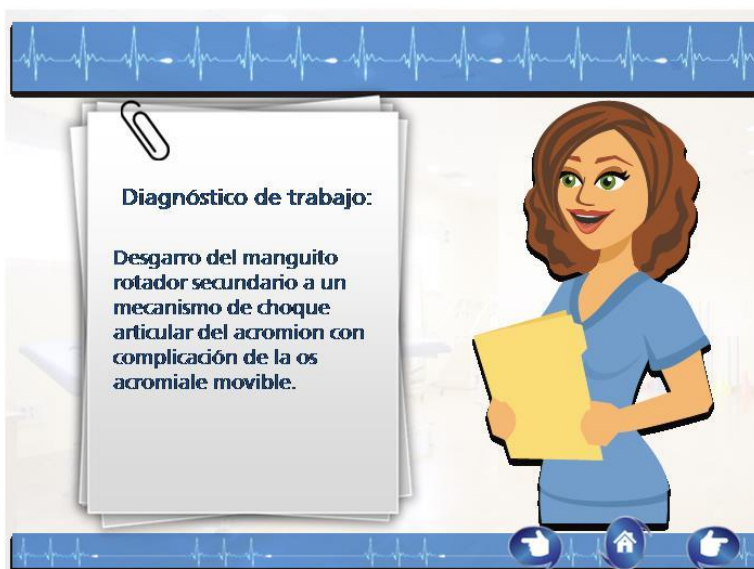 Diagnóstico de trabajo:
Desgarro del manguito
rotador secundario a un
mecanismo de choque
articular del acromion con
complicación de la os
acromiale movible.